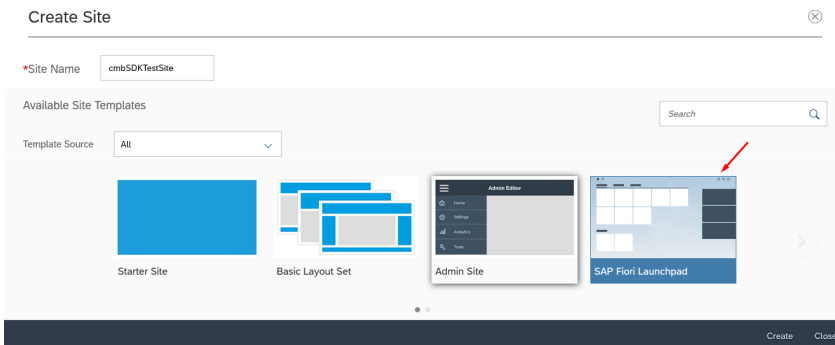 Create Site
*Site Name
cmbSDKTestSite
Available Site Templates
Search
Template Source
All
Admin Editor
Home
Settings
Analytics
Tools
Starter Site
Basic Layout Set
Admin Site
SAP Fiori Launchpad
Create
Close